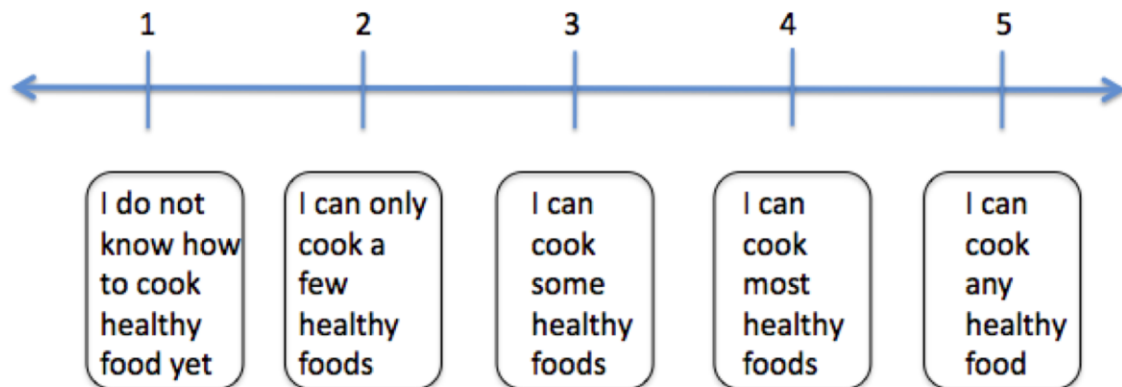 1 2 3 4 5
I do not
know how
to cook
healthy
food yet
I can only
cook a
few
healthy
foods
I can
cook
some
healthy
foods
I can
cook
most
healthy
foods
I can
cook
any
healthy
food